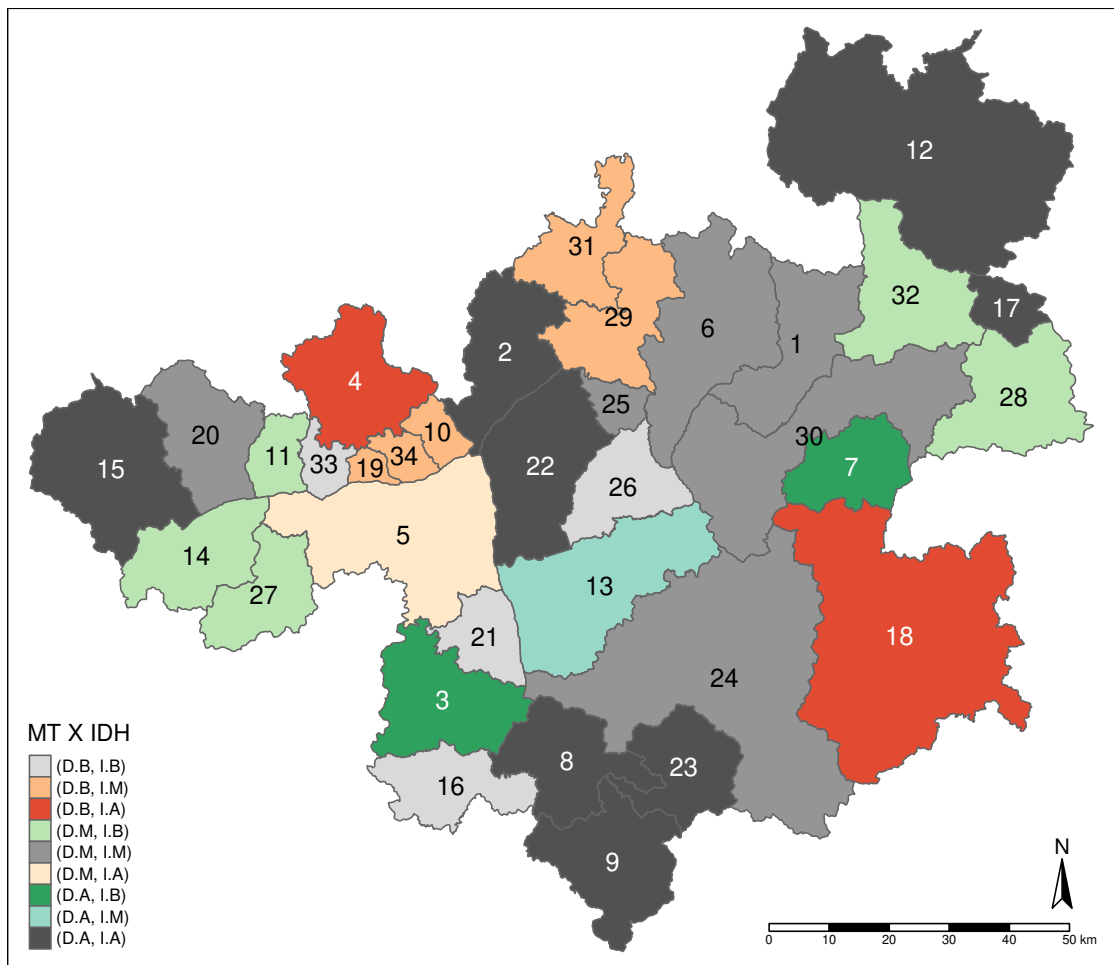 12
31
32
17
29
6
2
1
4
25
28
20
10
30
11
34
33
19
15
22
7
26
5
14
13
27
21
18
24
3
8
23
16
9
MT X IDH
(D.B, I.B)
(D.B, I.M)
(D.B, I.A)
(D.M, I.B)
(D.M, I.M)
(D.M, I.A)
(D.A, I.B)
(D.A, I.M)
(D.A, I.A)
N
0 10 20 30 40 50 km